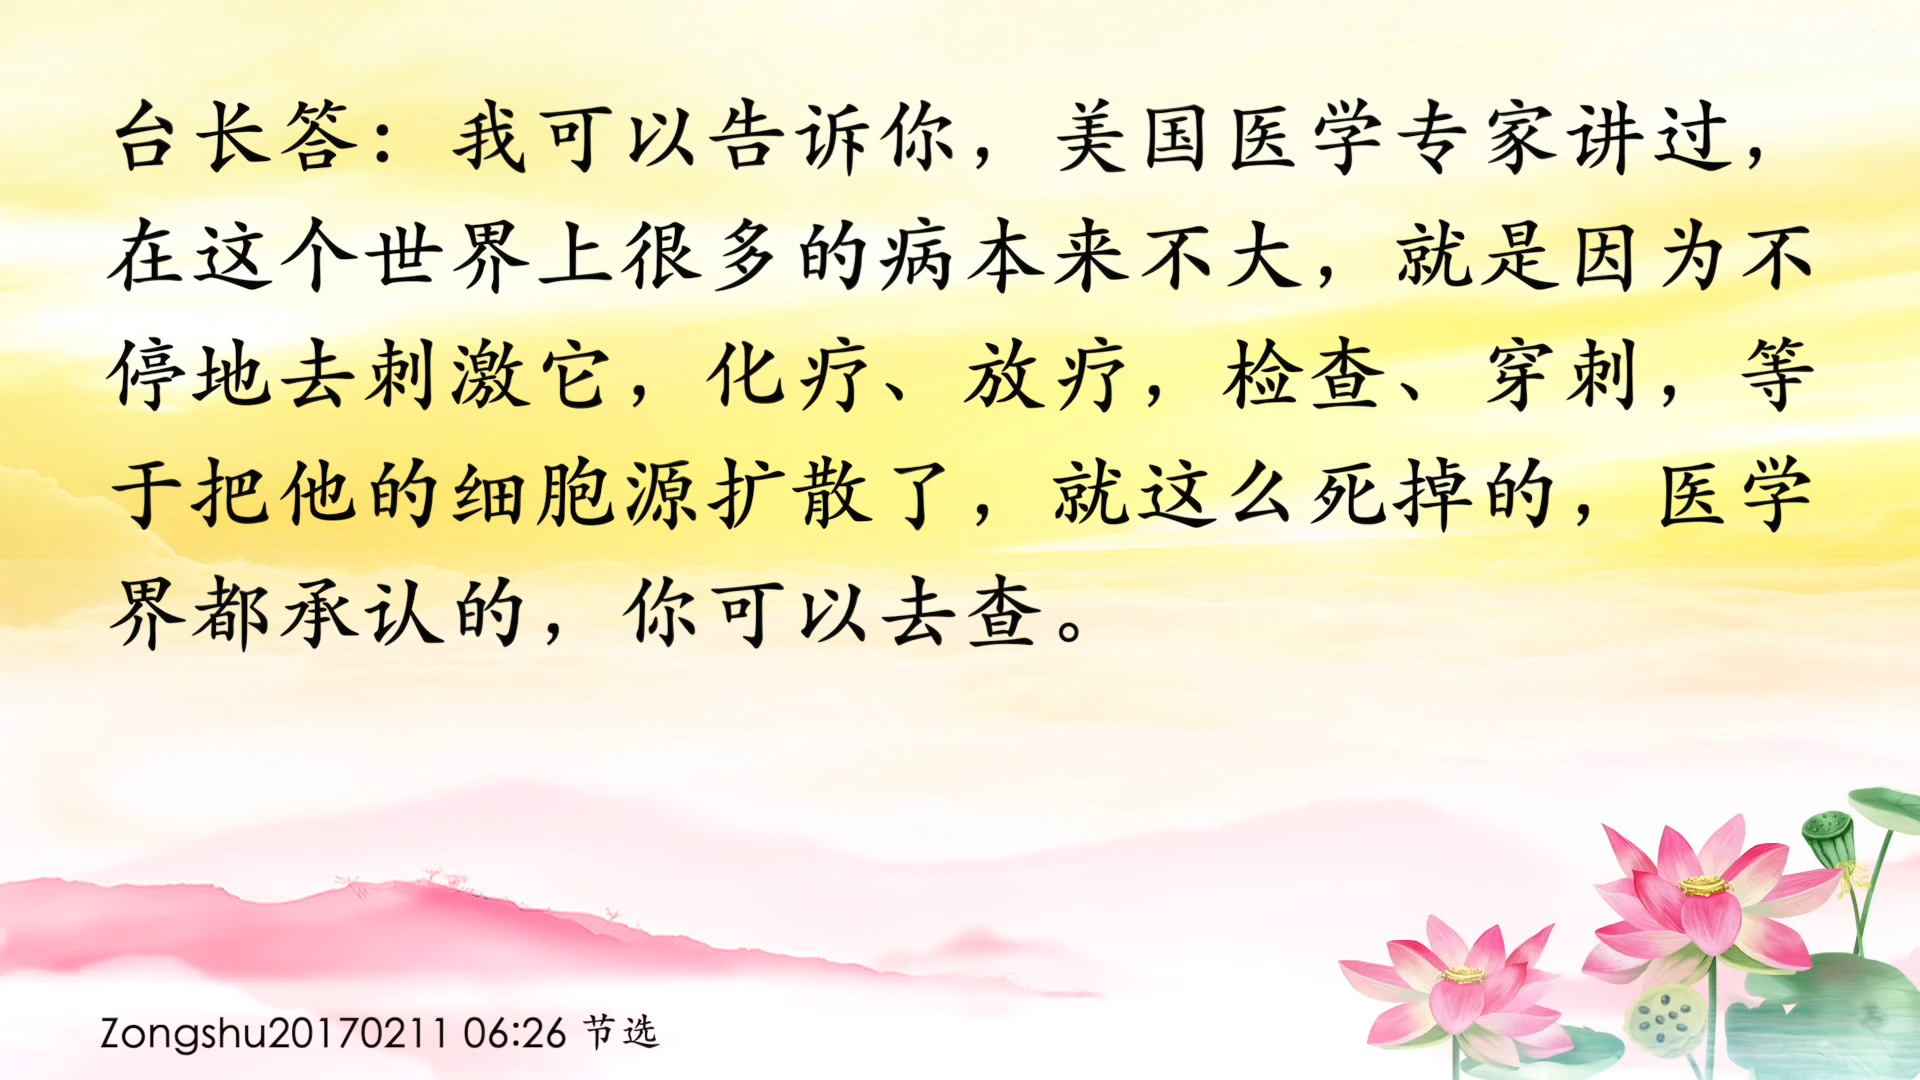 台长答：我可以告诉你，美国医学专家讲过，
在这个世界上很多的病本来不大，就是因为不
停地去刺激它，化疗、放疗，检查、穿刺，等
于把他的细胞源扩散了，就这么死掉的，医学
界都承认的，你可以去查。
Zongshu20170211 06:26 节选